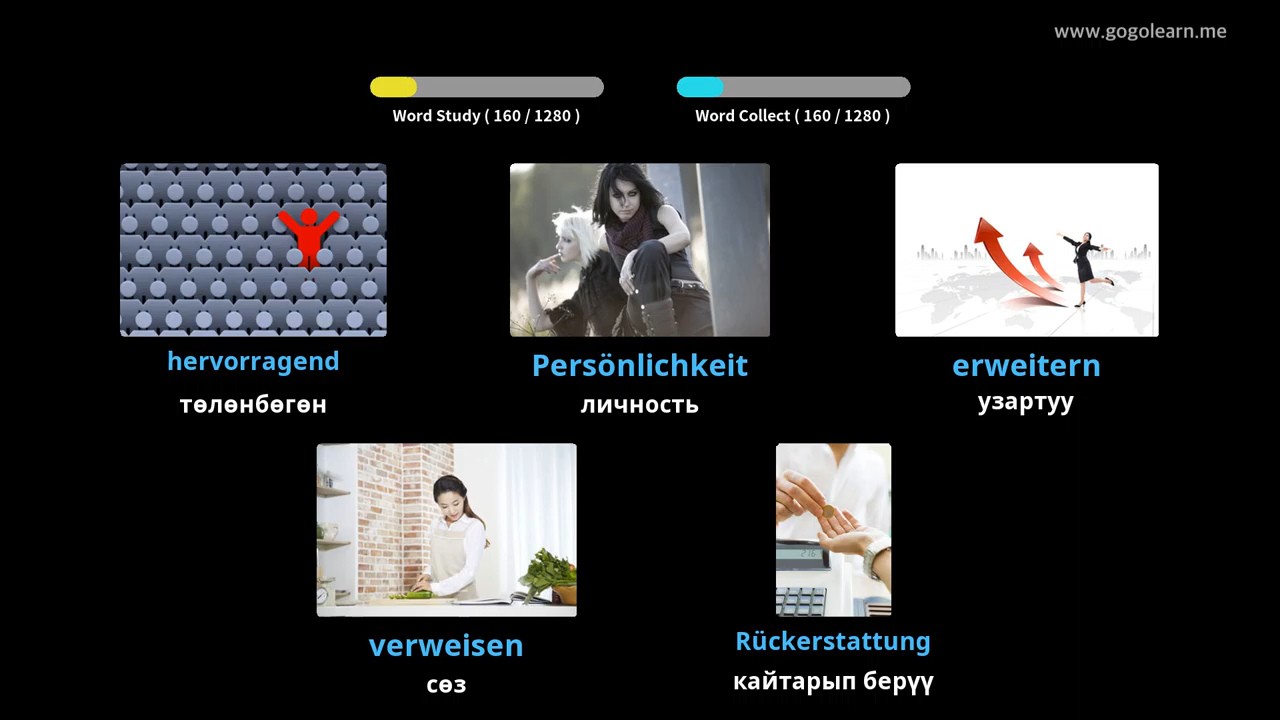 www.gogolearn.me
Word Study ( 160 / 1280 )
Word Collect ( 160 / 1280 )
hervorragend
Persönlichkeit
erweitern
төлөнбөгөн
личность
узартуу
verweisen
Rückerstattung
сөз
кайтарып берүү